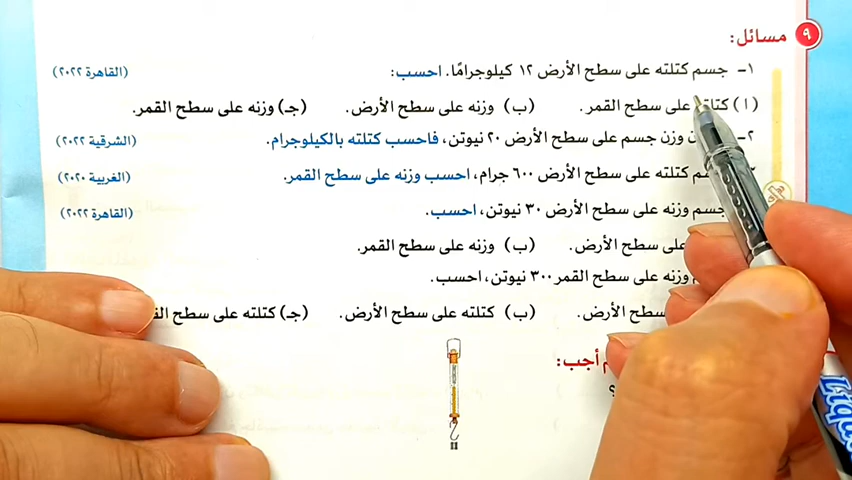 ٩ مسائل:
١- جسم كتلته على سطح الأرض ١٢ كيلوجرامًا. احسب: (القاهرة ٢٠٢٢)
(أ) كتلته على سطح القمر. (ب) وزنه على سطح الأرض. (جـ) وزنه على سطح القمر.
٢- وزن جسم على سطح الأرض ٢٠ نيوتن، فاحسب كتلته بالكيلوجرام. (الشرقية ٢٠٢٢)
كتلته على سطح الأرض ٦٠٠ جرام، احسب وزنه على سطح القمر. (الغربية ٢٠٢٠)
جسم وزنه على سطح الأرض ٣٠ نيوتن، احسب. (القاهرة ٢٠٢٢)
سطح الأرض. (ب) وزنه على سطح القمر.
وزنه على سطح القمر ٣٠٠ نيوتن، احسب.
سطح الأرض. (ب) كتلته على سطح الأرض. (جـ) كتلته على سطح
أجب:
؟